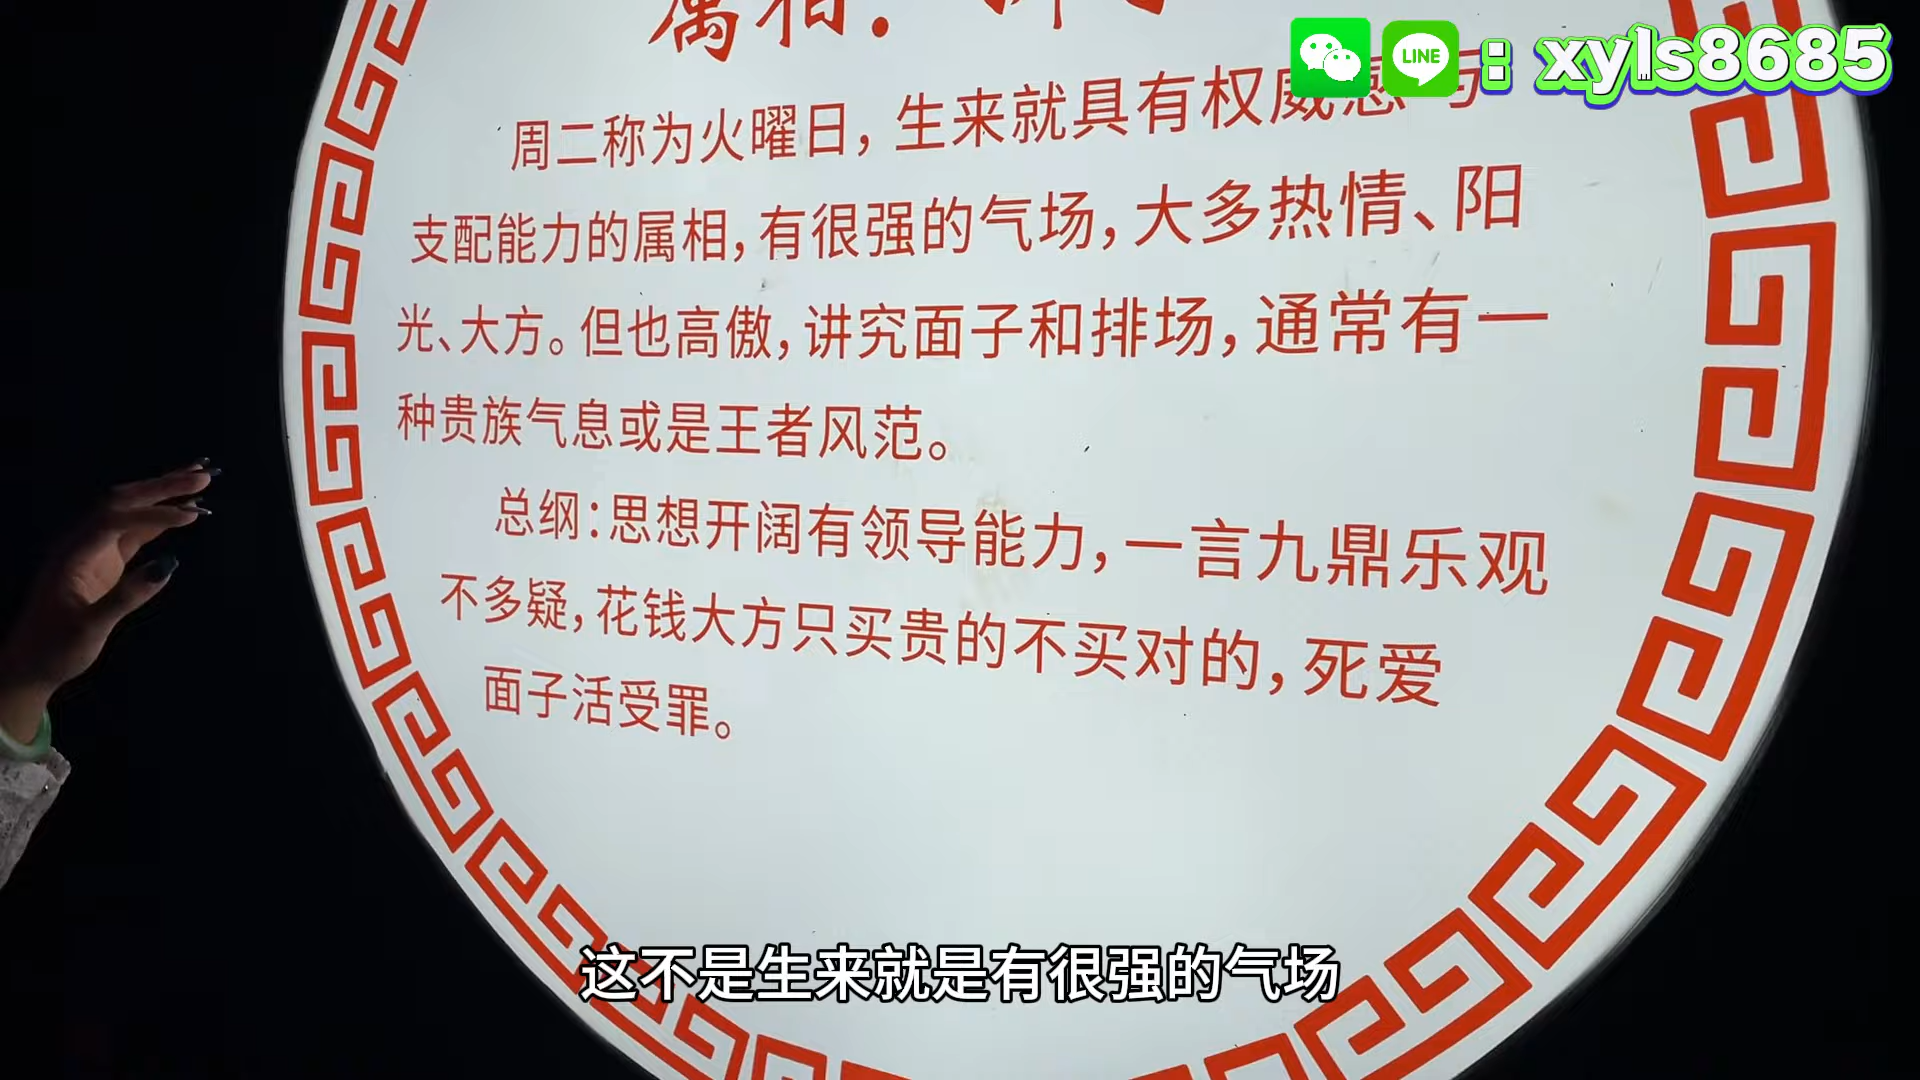 属相：
LINE
: xyls8685
周二称为火曜日，生来就具有权威感与
支配能力的属相，有很强的气场，大多热情、阳
光、大方。但也高傲，讲究面子和排场，通常有一
种贵族气息或是王者风范。
总纲：思想开阔有领导能力，一言九鼎乐观
不多疑，花钱大方只买贵的不买对的，死爱
面子活受罪。
这不是生来就是有很强的气场